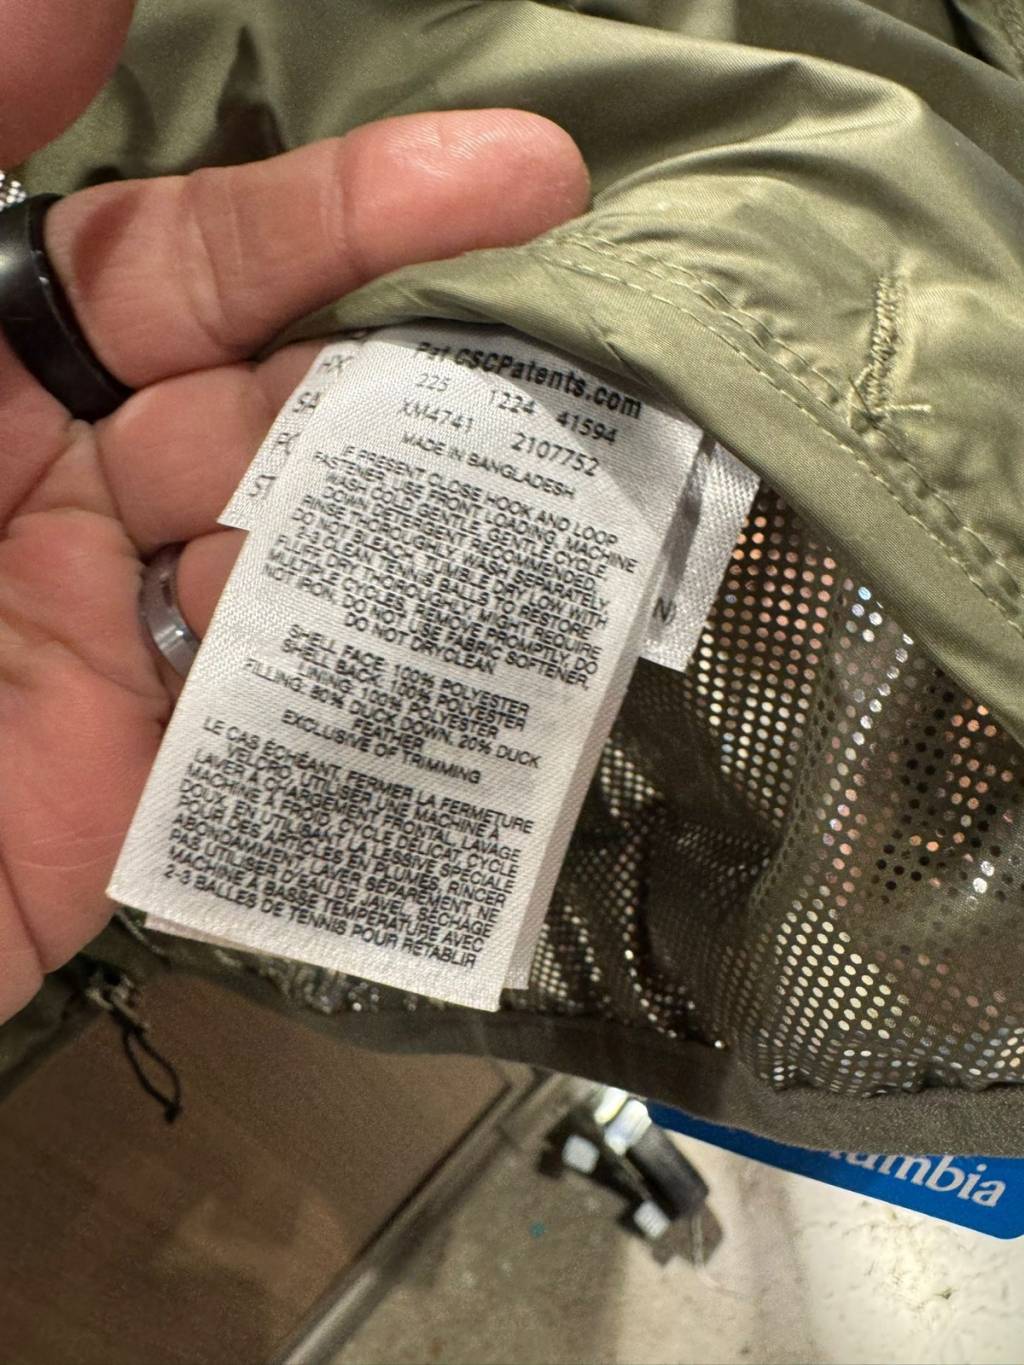 Pat CSCPatents.com
225 1224 41594
XM4741 2107752
MADE IN BANGLADESH
IF PRESENT CLOSE HOOK AND LOOP
FASTENERS, USE FRONT LOADING MACHINE
WASH COLD GENTLE, GENTLE CYCLE,
DOWN DETERGENT RECOMMENDED,
RINSE THOROUGHLY, WASH SEPARATELY,
DO NOT BLEACH, TUMBLE DRY LOW WITH
2-3 CLEAN TENNIS BALLS TO RESTORE
FLUFF, DRY THOROUGHLY MIGHT REQUIRE
MULTIPLE CYCLES, REMOVE PROMPTLY, DO
NOT IRON, DO NOT USE FABRIC SOFTENER,
DO NOT DRYCLEAN
SHELL FACE: 100% POLYESTER
SHELL BACK: 100% POLYESTER
LINING: 100% POLYESTER
FILLING: 80% DUCK DOWN, 20% DUCK
FEATHER
EXCLUSIVE OF TRIMMING
LE CAS ÉCHÉANT, FERMER LA FERMETURE
VELCRO, UTILISER UNE MACHINE À
LAVER À CHARGEMENT FRONTAL, LAVAGE
MACHINE À FROID, CYCLE DÉLICAT, CYCLE
DOUX, EN UTILISANT LA LESSIVE SPÉCIALE
POUR DES ARTICLES EN PLUMES, RINCER
ABONDAMMENT, LAVER SÉPARÉMENT, NE
PAS UTILISER D'EAU DE JAVEL, SÉCHAGE
MACHINE À BASSE TEMPÉRATURE AVEC
2-3 BALLES DE TENNIS POUR RÉTABLIR
umbia